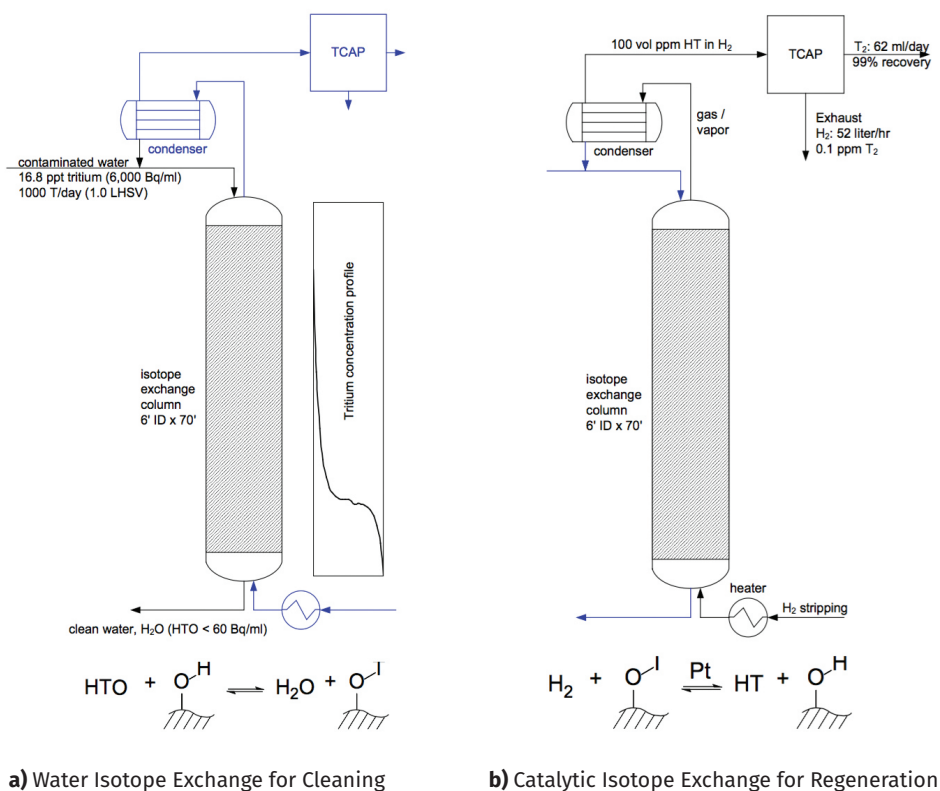 TCAP
condenser
contaminated water
16.8 ppt tritium (6,000 Bq/ml)
1000 T/day (1.0 LHSV)
isotope
exchange
column
6' ID x 70'
Tritium concentration profile
clean water, H₂O (HTO < 60 Bq/ml)
HTO + O-H ⇌ H₂O + O-T
a) Water Isotope Exchange for Cleaning
100 vol ppm HT in H₂
TCAP
T₂: 62 ml/day
99% recovery
gas /
vapor
condenser
Exhaust
H₂: 52 liter/hr
0.1 ppm T₂
isotope
exchange
column
6' ID x 70'
heater
H₂ stripping
H₂ + O-I Pt ⇌ HT + O-H
b) Catalytic Isotope Exchange for Regeneration